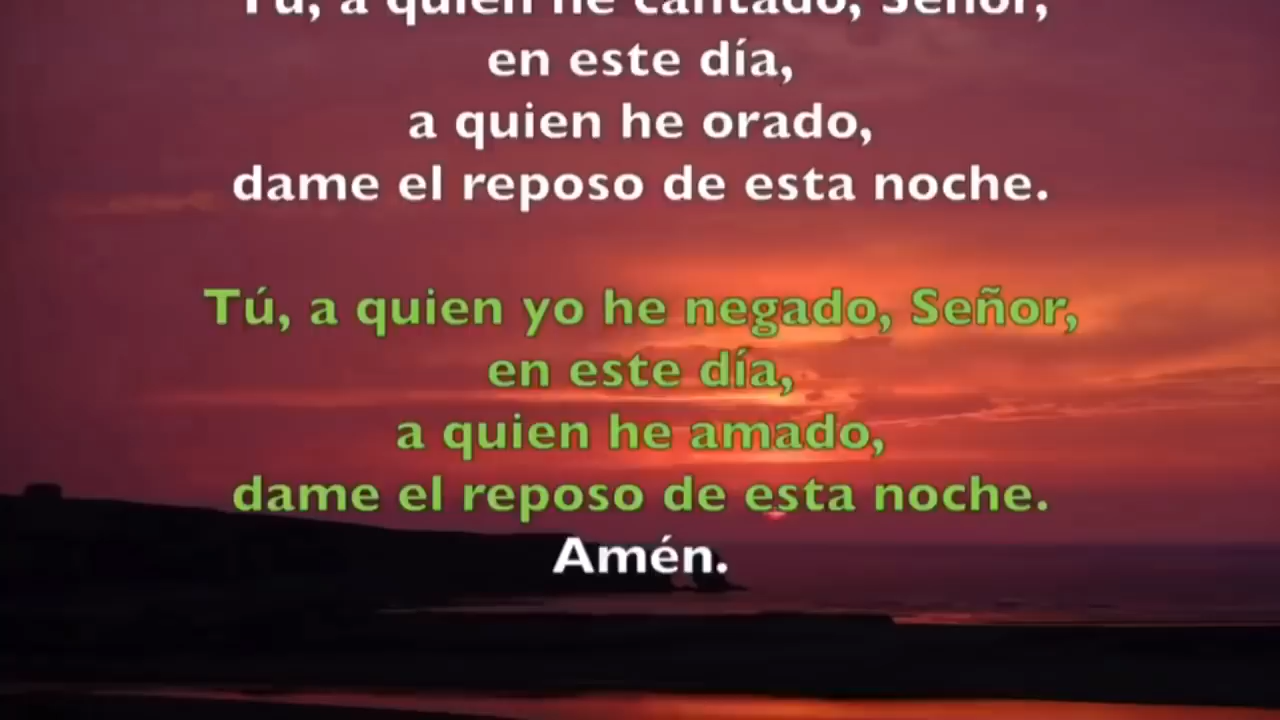 Tú, a quien he cantado, Señor,
en este día,
a quien he orado,
dame el reposo de esta noche.
Tú, a quien yo he negado, Señor,
en este día,
a quien he amado,
dame el reposo de esta noche.
Amén.